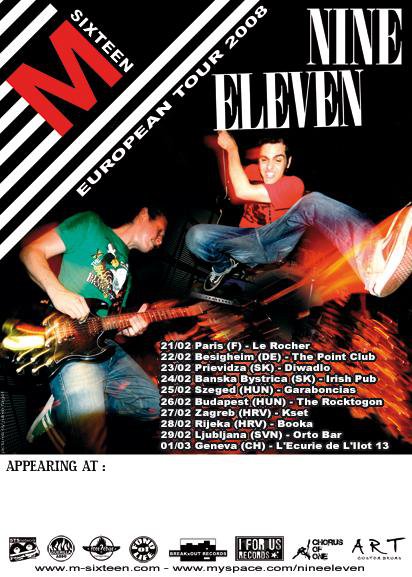 M SIXTEEN
EUROPEAN TOUR 2008
NINE
ELEVEN
21/02 Paris (F) - Le Rocher
22/02 Besigheim (DE) - The Point Club
23/02 Prievidza (SK) - Diwadlo
24/02 Banska Bystrica (SK) - Irish Pub
25/02 Szeged (HUN) - Garaboncias
26/02 Budapest (HUN) - The Rocktogon
27/02 Zagreb (HRV) - Kset
28/02 Rijeka (HRV) - Booka
29/02 Ljubljana (SVN) - Orto Bar
01/03 Geneva (CH) - L'Ecurie de L'Ilot 13
APPEARING AT :
BREAKOUT RECORDS
I FOR US
RECORDS
CHORUS
OF
ONE
ART
CUSTOM DRUMS
www.m-sixteen.com - www.myspace.com/nineeleven